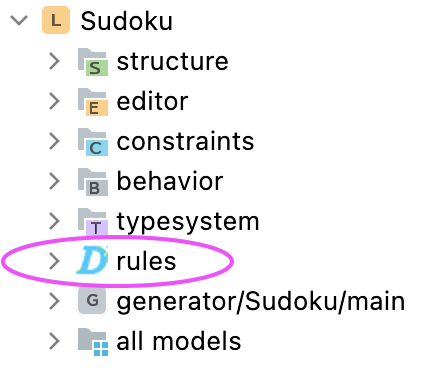 L Sudoku
S structure
E editor
C constraints
B behavior
T typesystem
D rules
G generator/Sudoku/main
all models